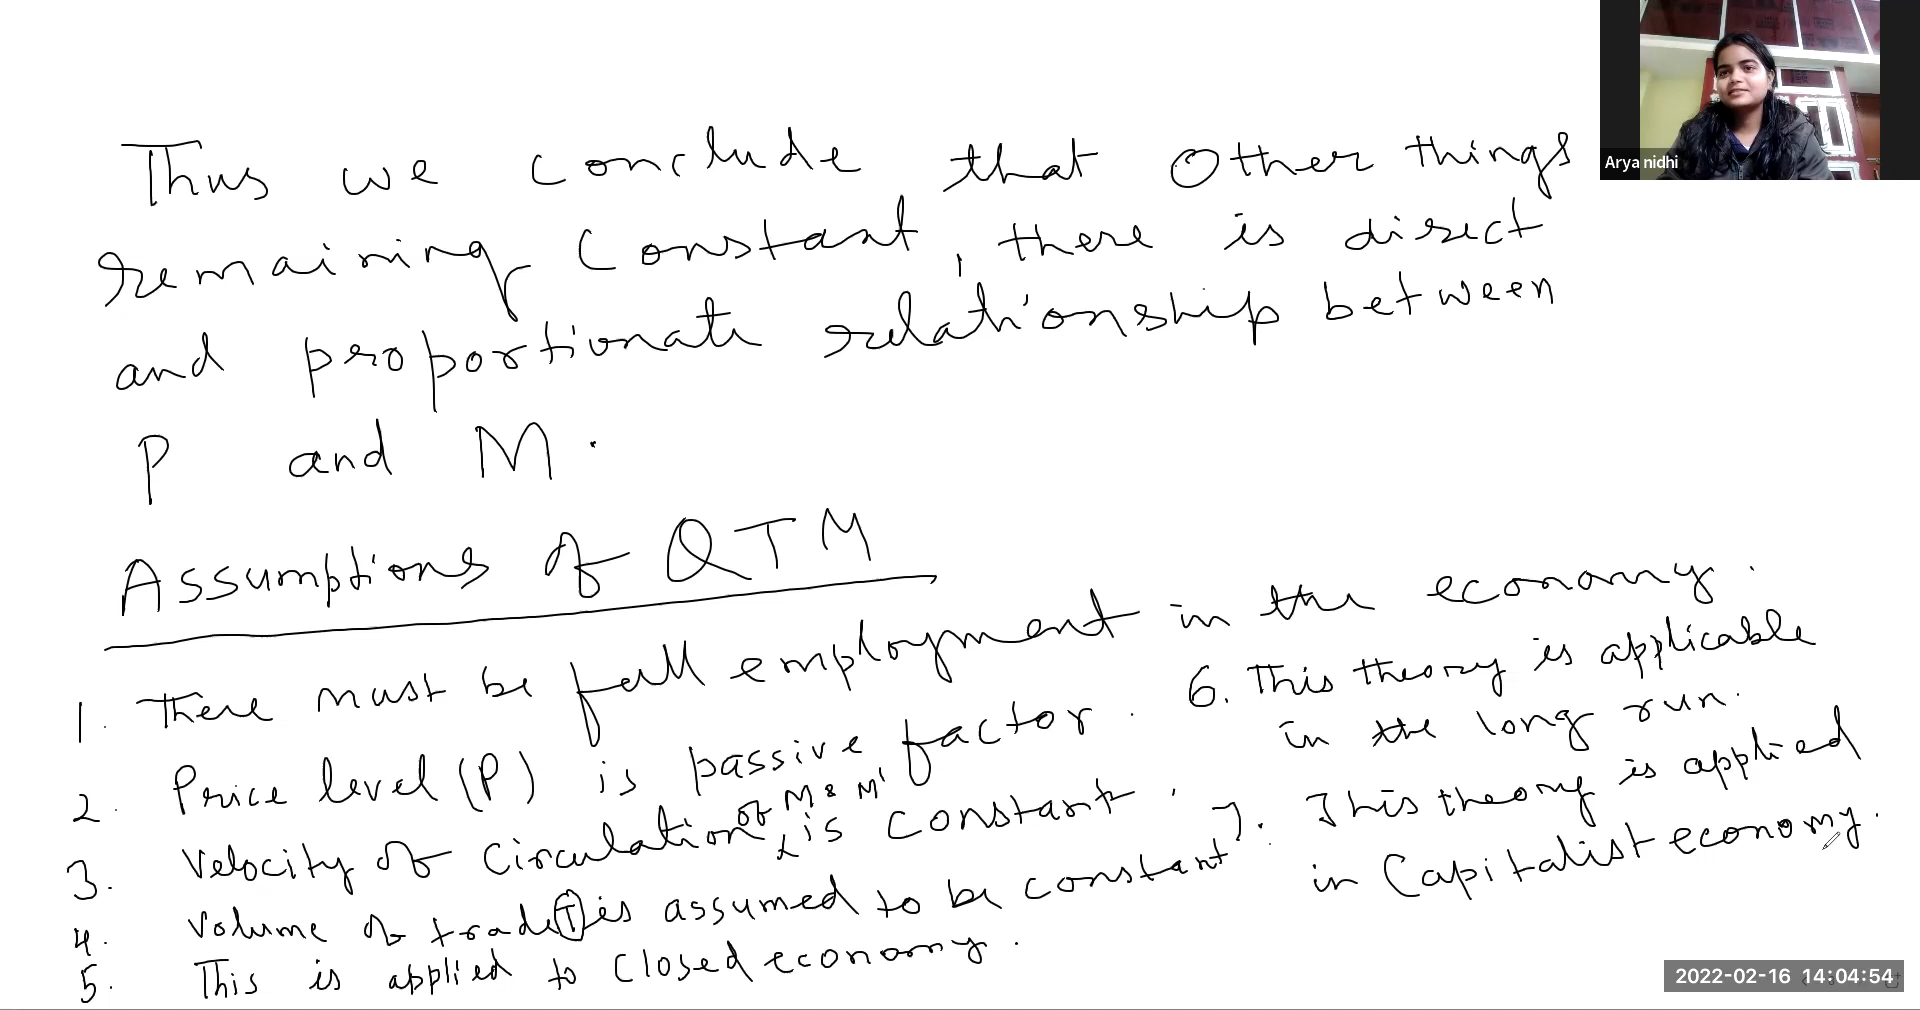 Thus we conclude that other things
remaining constant, there is direct
and proportionate relationship between
P and M.
Assumptions of QTM
1. There must be full employment in the economy.
2. Price level (P) is passive factor.
3. Velocity of Circulation of M & M' is constant.
4. Volume of trade (T) is assumed to be constant
5. This is applied to Closed economy.
6. This theory is applicable
in the long run.
7. This theory is applied
in Capitalist economy.
Arya nidhi
2022-02-16 14:04:54